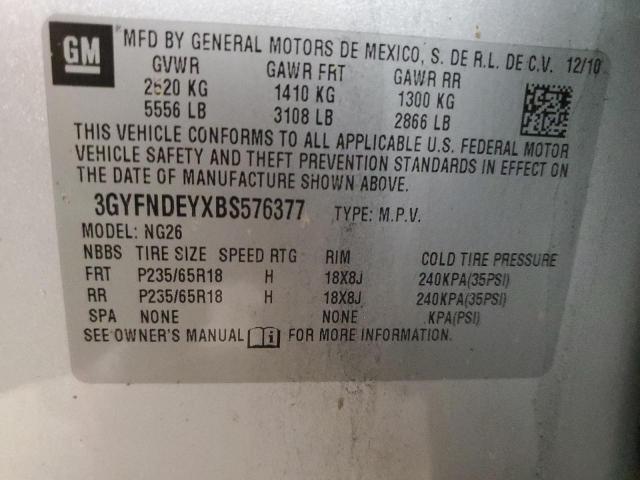 GM
MFD BY GENERAL MOTORS DE MEXICO, S. DE R.L. DE C.V. 12/10
GVWR GAWR FRT GAWR RR
2520 KG 1410 KG 1300 KG
5556 LB 3108 LB 2866 LB
THIS VEHICLE CONFORMS TO ALL APPLICABLE U.S. FEDERAL MOTOR
VEHICLE SAFETY AND THEFT PREVENTION STANDARDS IN EFFECT ON
THE DATE OF MANUFACTURE SHOWN ABOVE.
3GYFNDEYXBS576377 TYPE: M.P.V.
MODEL: NG26
NBBS TIRE SIZE SPEED RTG RIM COLD TIRE PRESSURE
FRT P235/65R18 H 18X8J 240KPA(35PSI)
RR P235/65R18 H 18X8J 240KPA(35PSI)
SPA NONE NONE KPA(PSI)
SEE OWNER'S MANUAL FOR MORE INFORMATION.